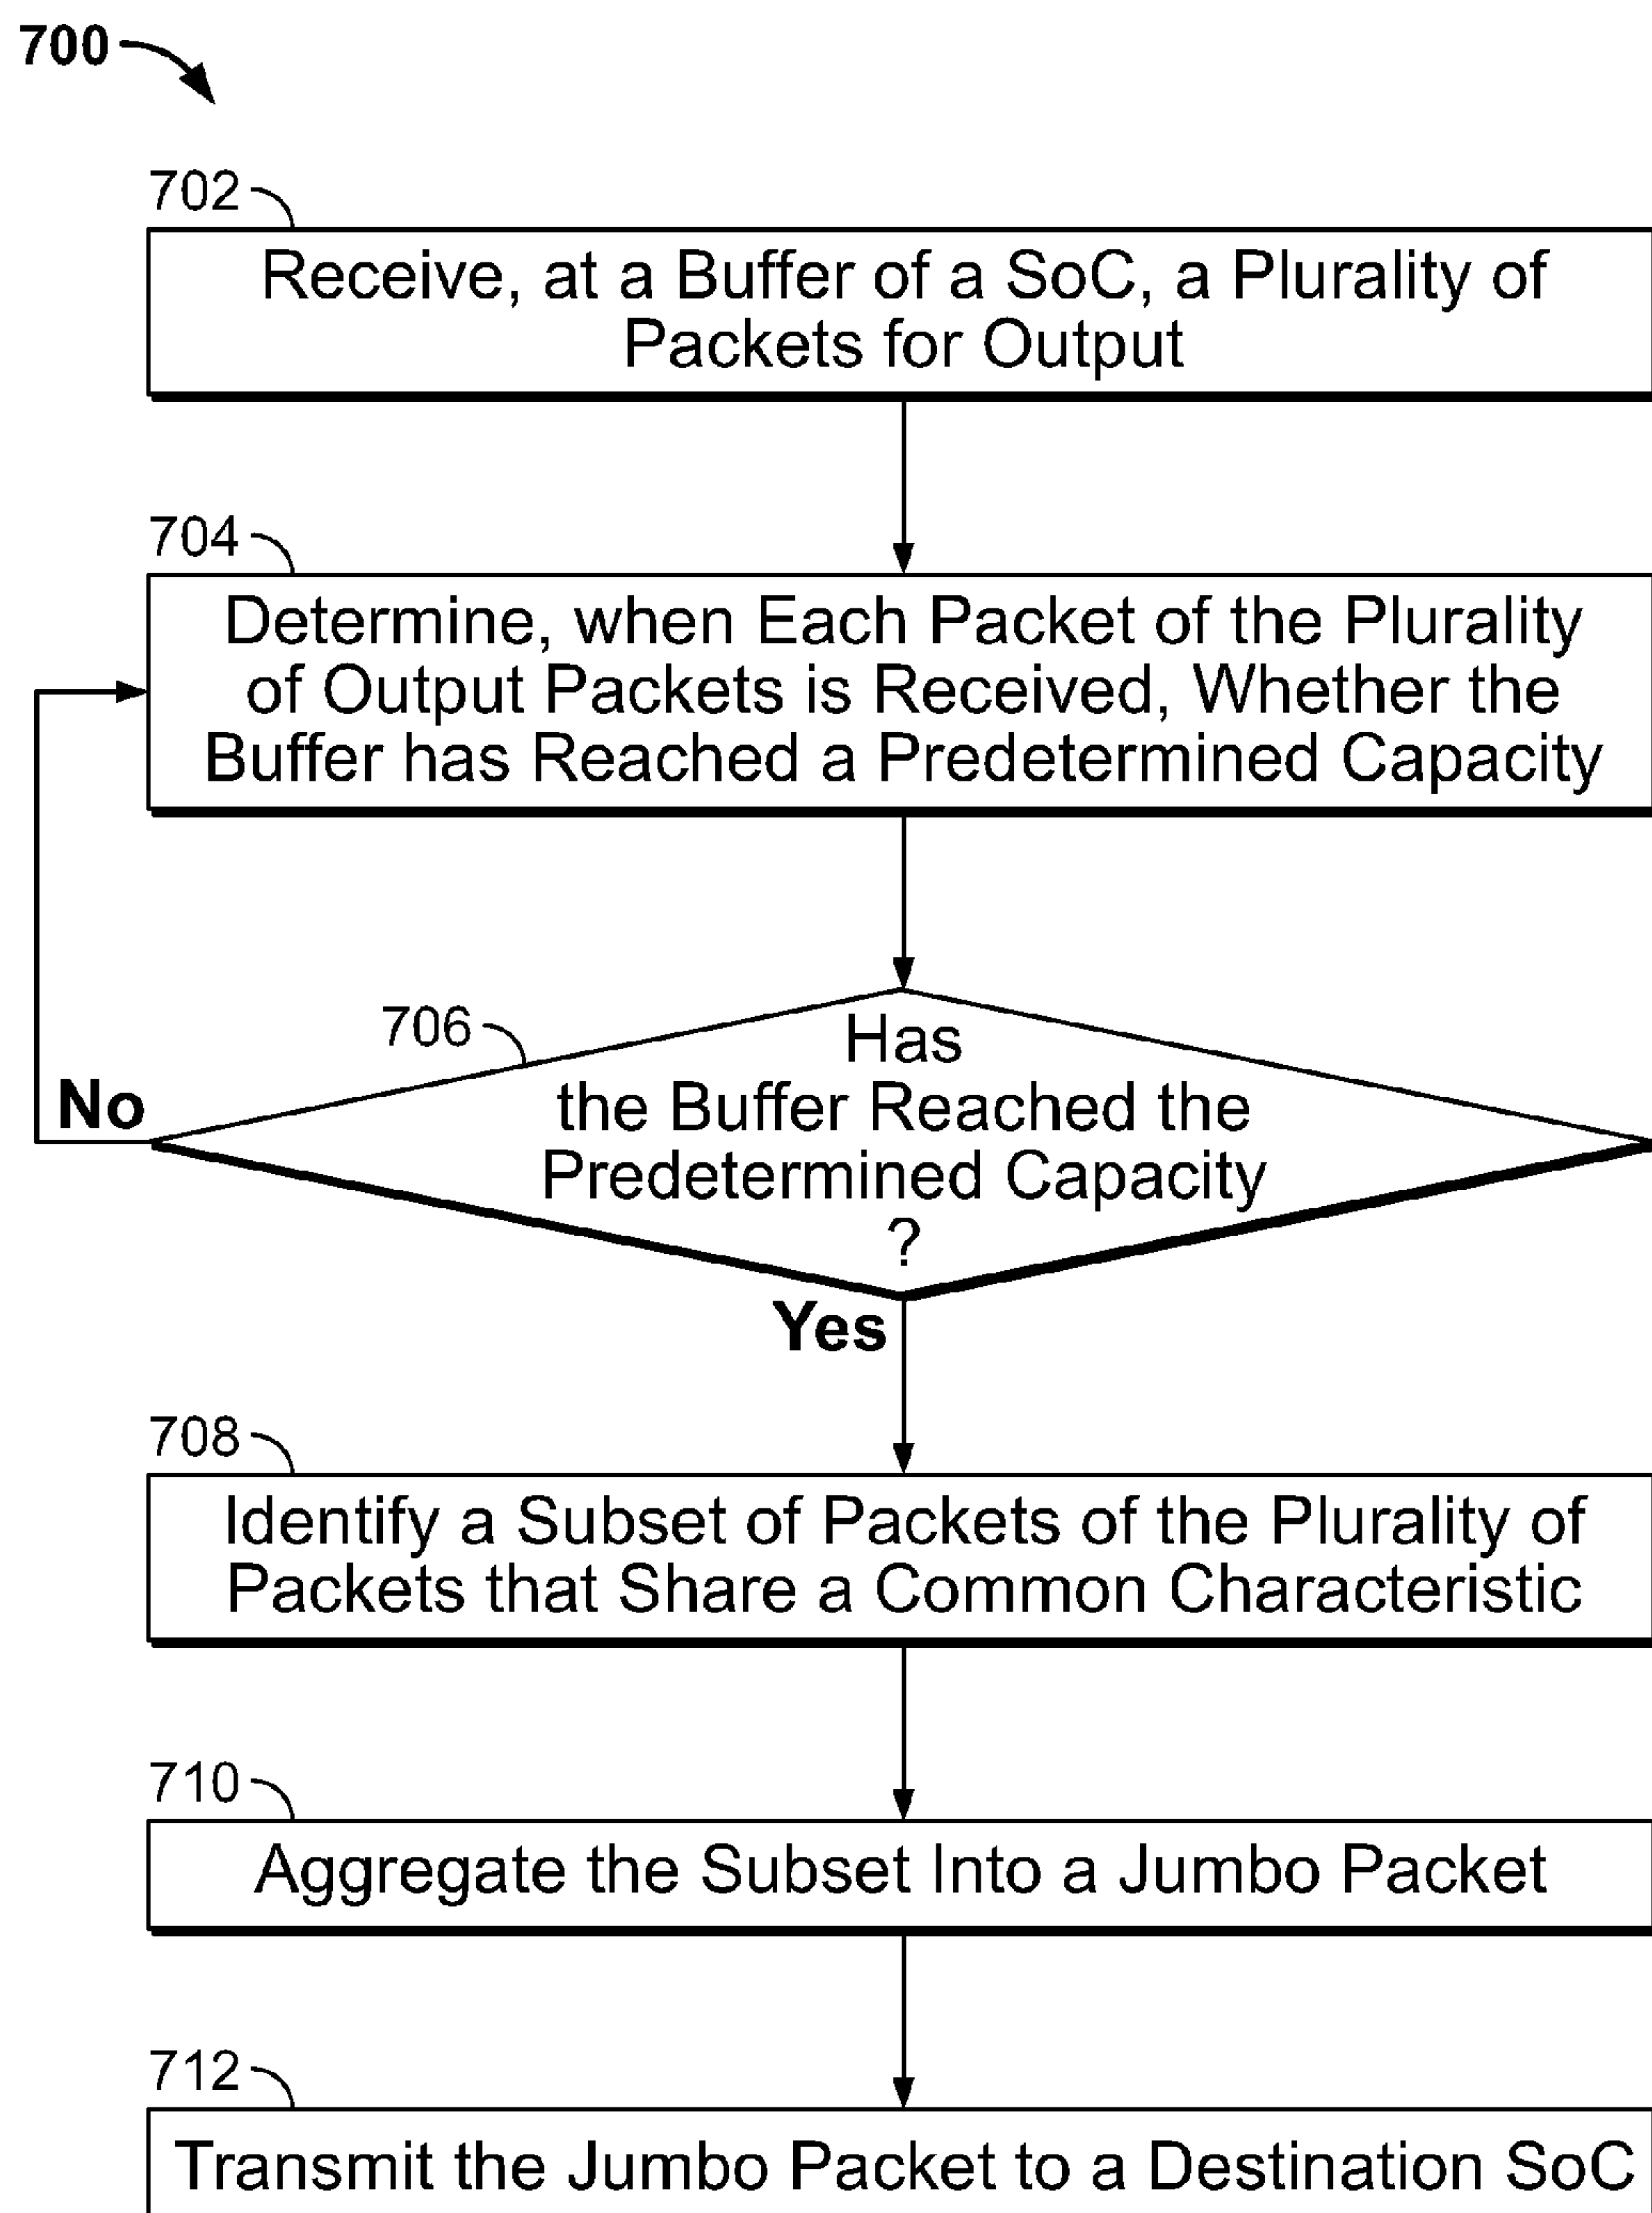 700
702
Receive, at a Buffer of a SoC, a Plurality of
Packets for Output
704
Determine, when Each Packet of the Plurality
of Output Packets is Received, Whether the
Buffer has Reached a Predetermined Capacity
706
Has
the Buffer Reached the
Predetermined Capacity
?
No
Yes
708
Identify a Subset of Packets of the Plurality of
Packets that Share a Common Characteristic
710
Aggregate the Subset Into a Jumbo Packet
712
Transmit the Jumbo Packet to a Destination SoC